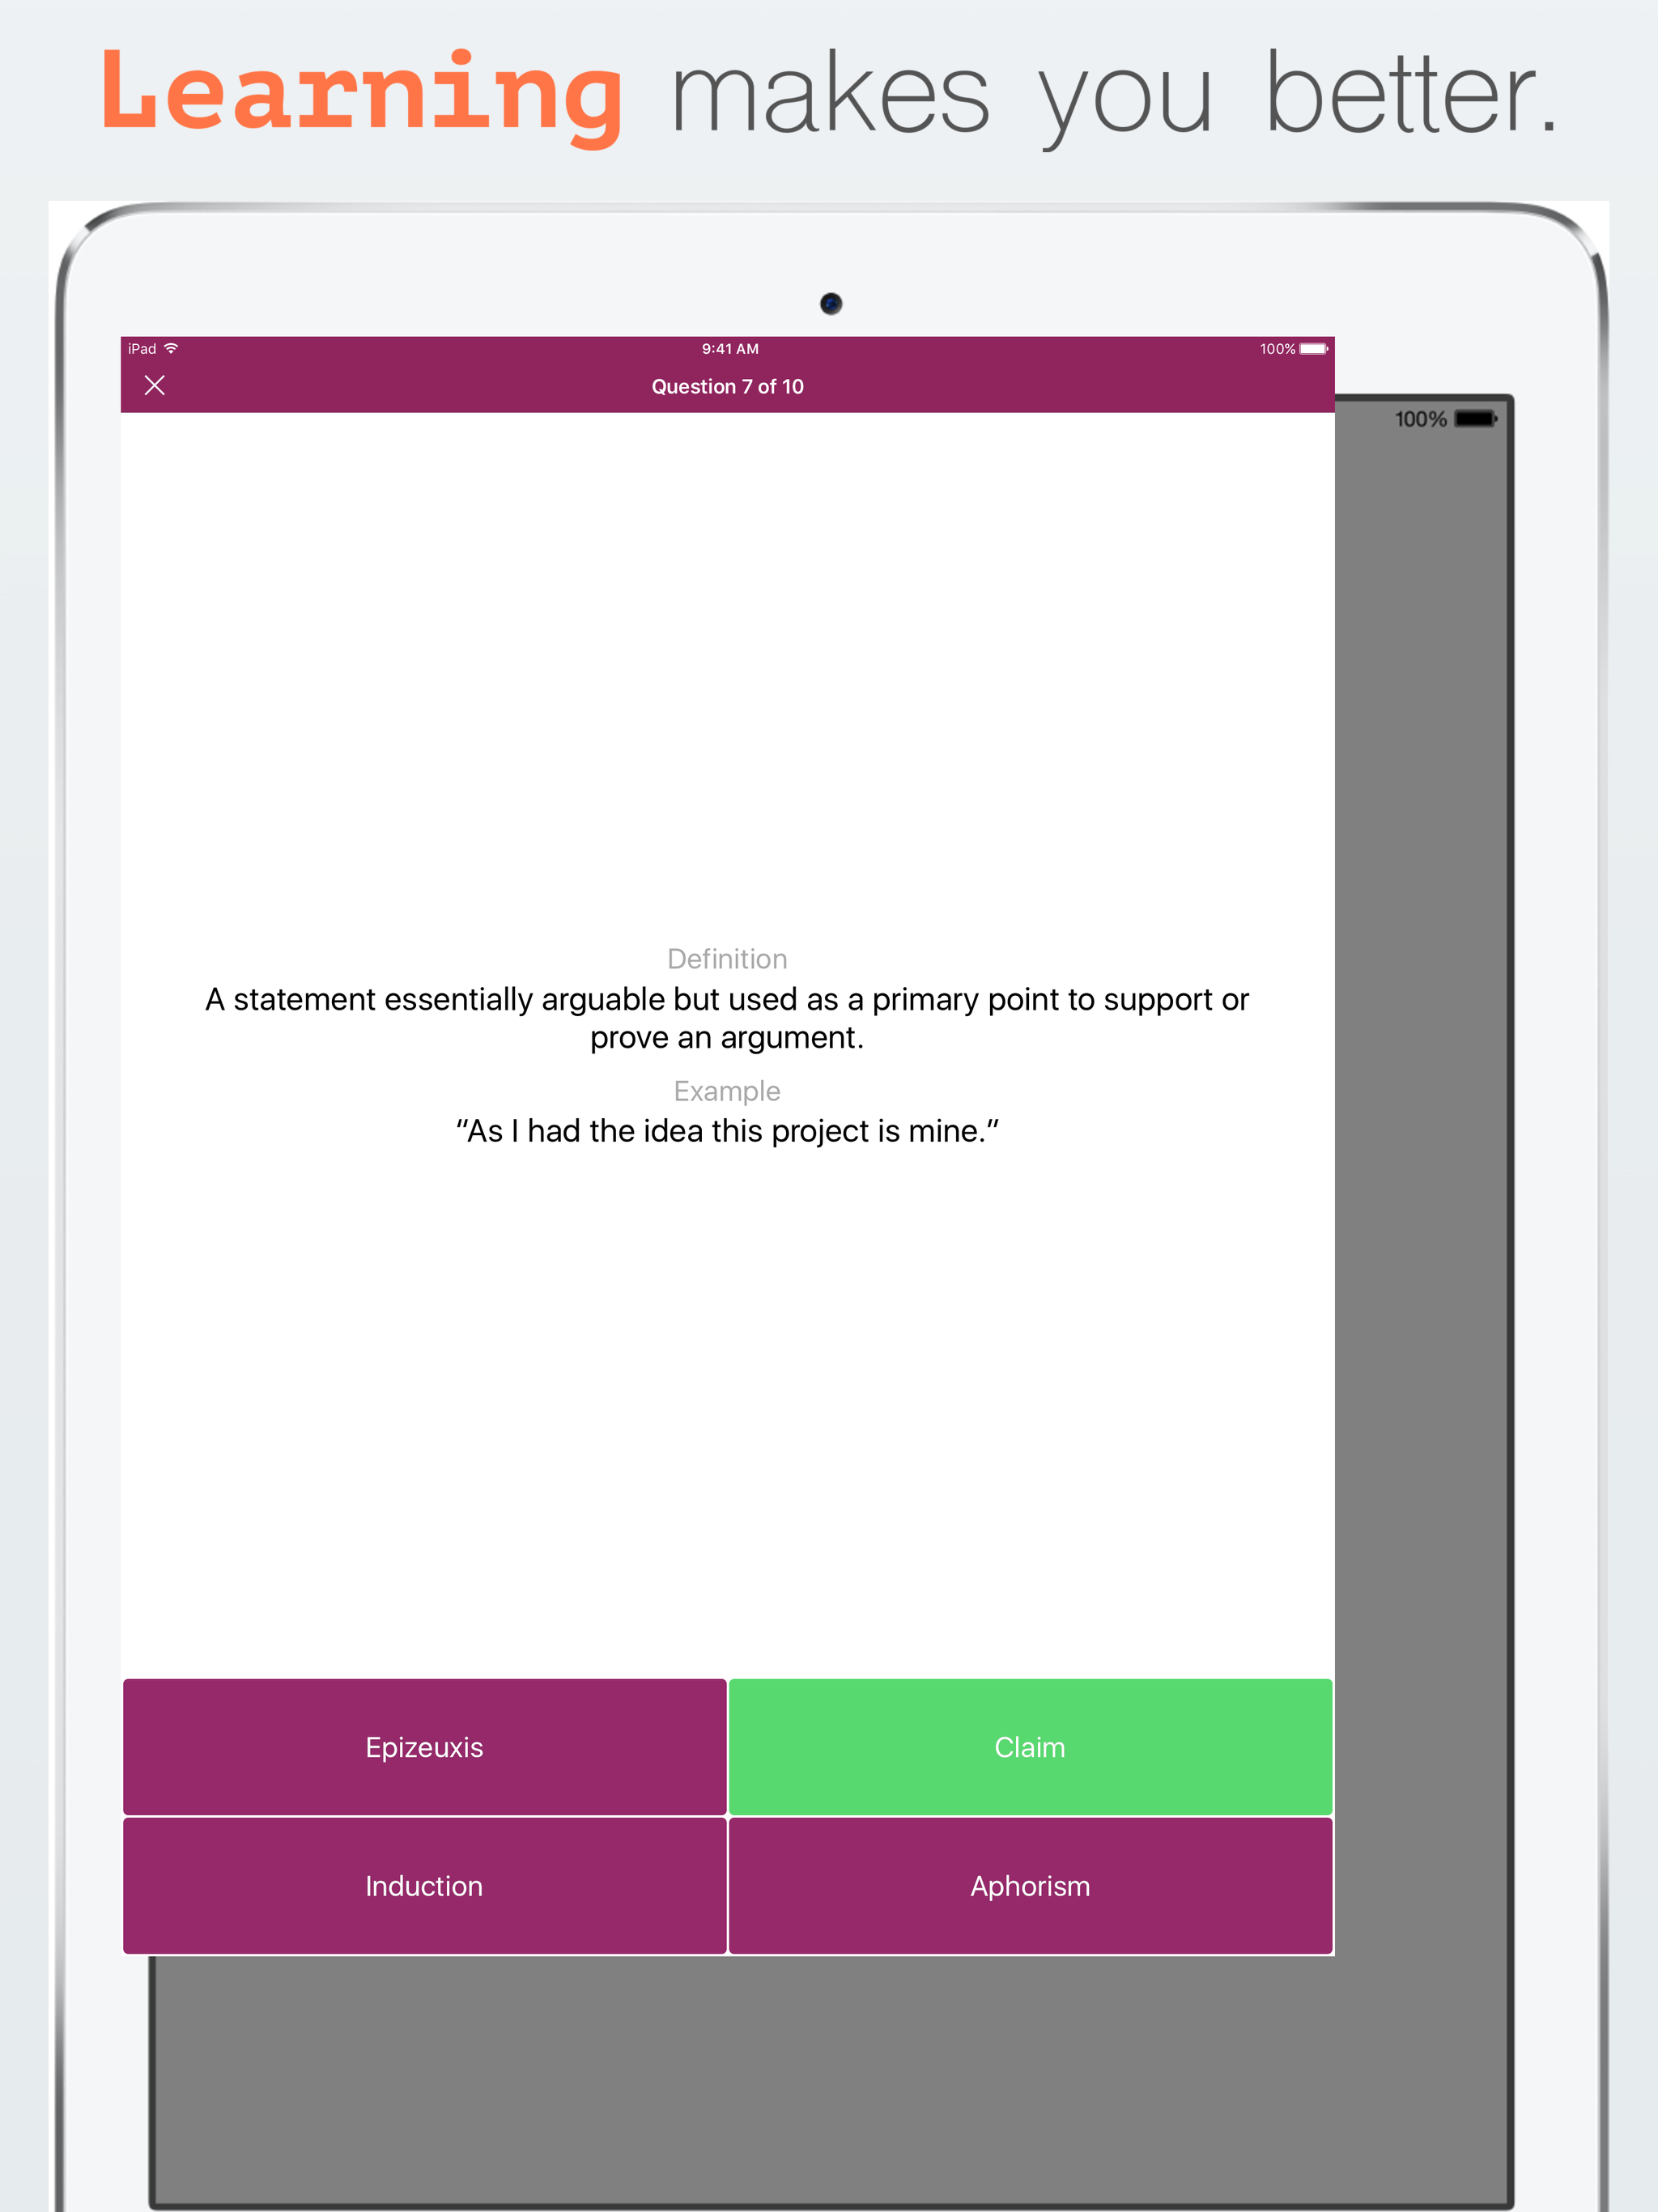 Learning makes you better.
iPad 9:41 AM 100%
Question 7 of 10
100%
Definition
A statement essentially arguable but used as a primary point to support or
prove an argument.
Example
“As I had the idea this project is mine.”
Epizeuxis Claim
Induction Aphorism